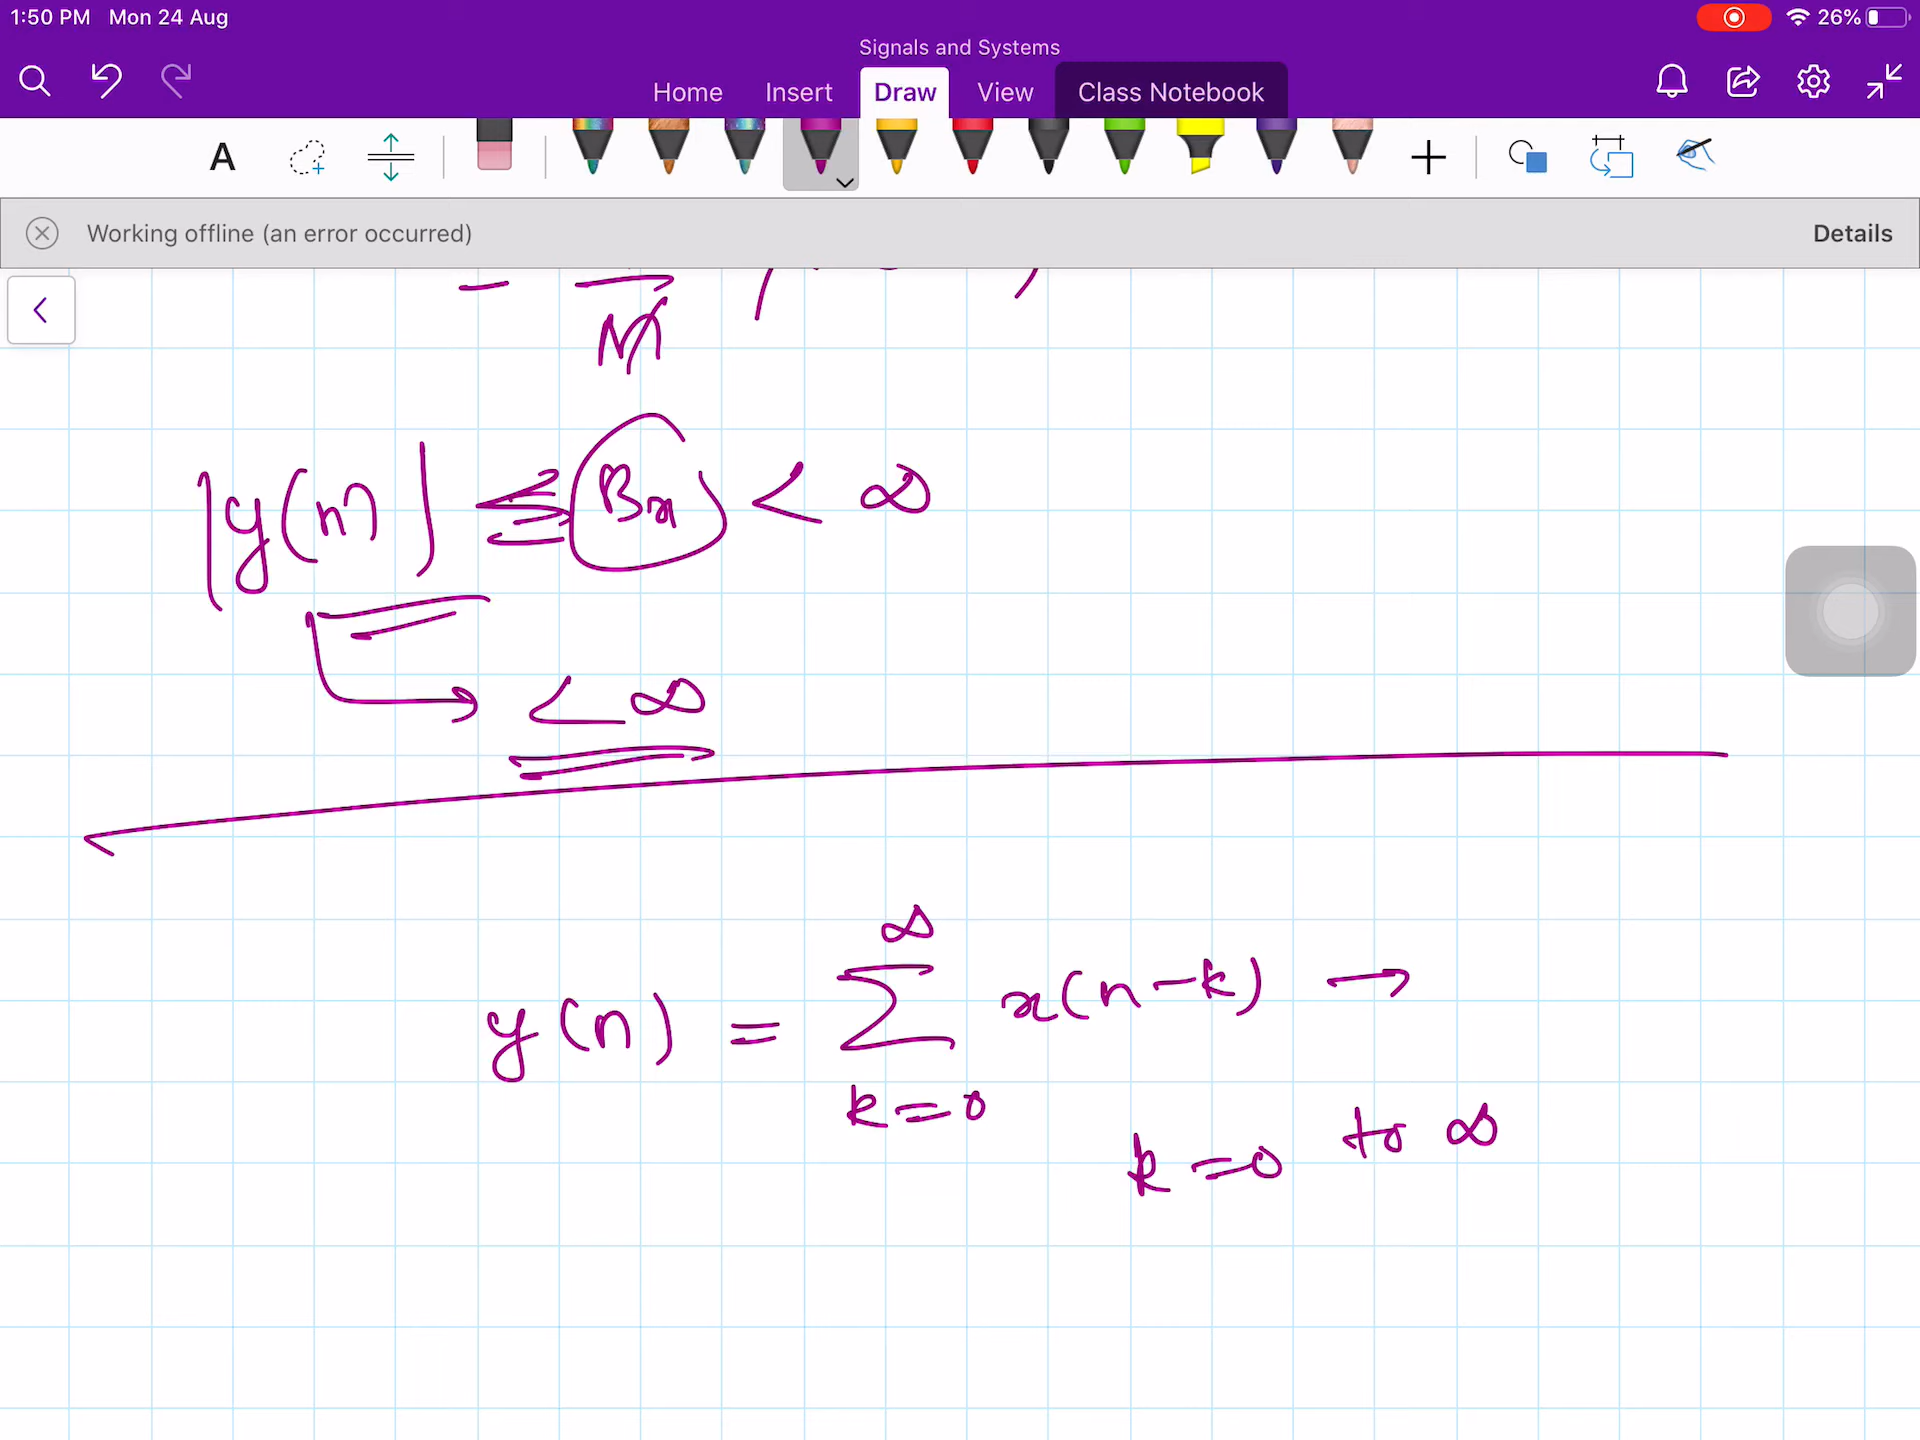 1:50 PM Mon 24 Aug
26%
Signals and Systems
Home Insert Draw View Class Notebook
A
Working offline (an error occurred)
Details
M
|y(n)| ≤ Bx < ∞
< ∞
y(n) = ∑ x(n-k) →
∞
k=0
k=0 to ∞